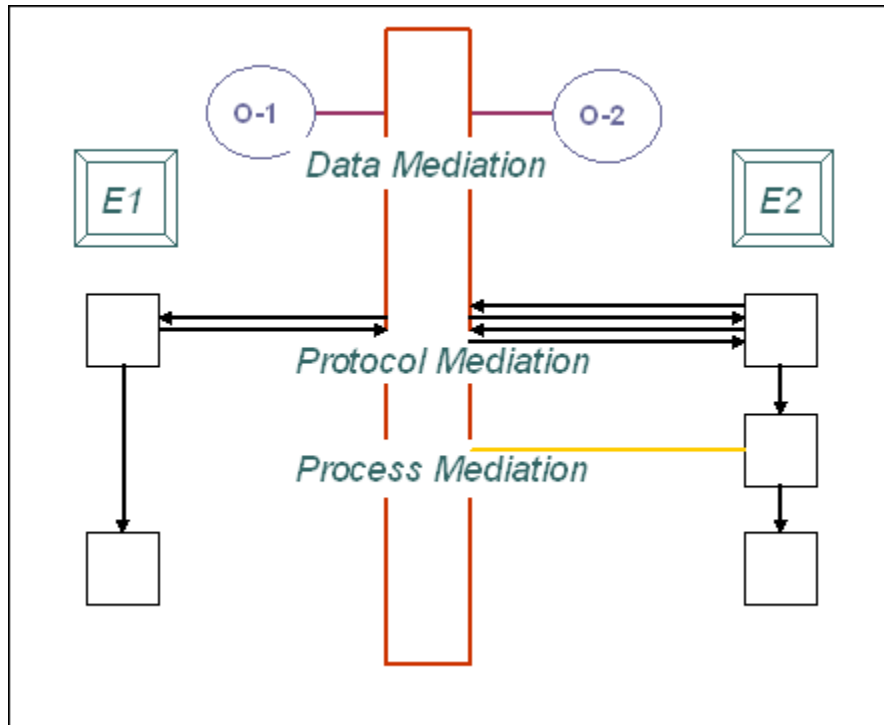 O-1
O-2
Data Mediation
E1
E2
Protocol Mediation
Process Mediation